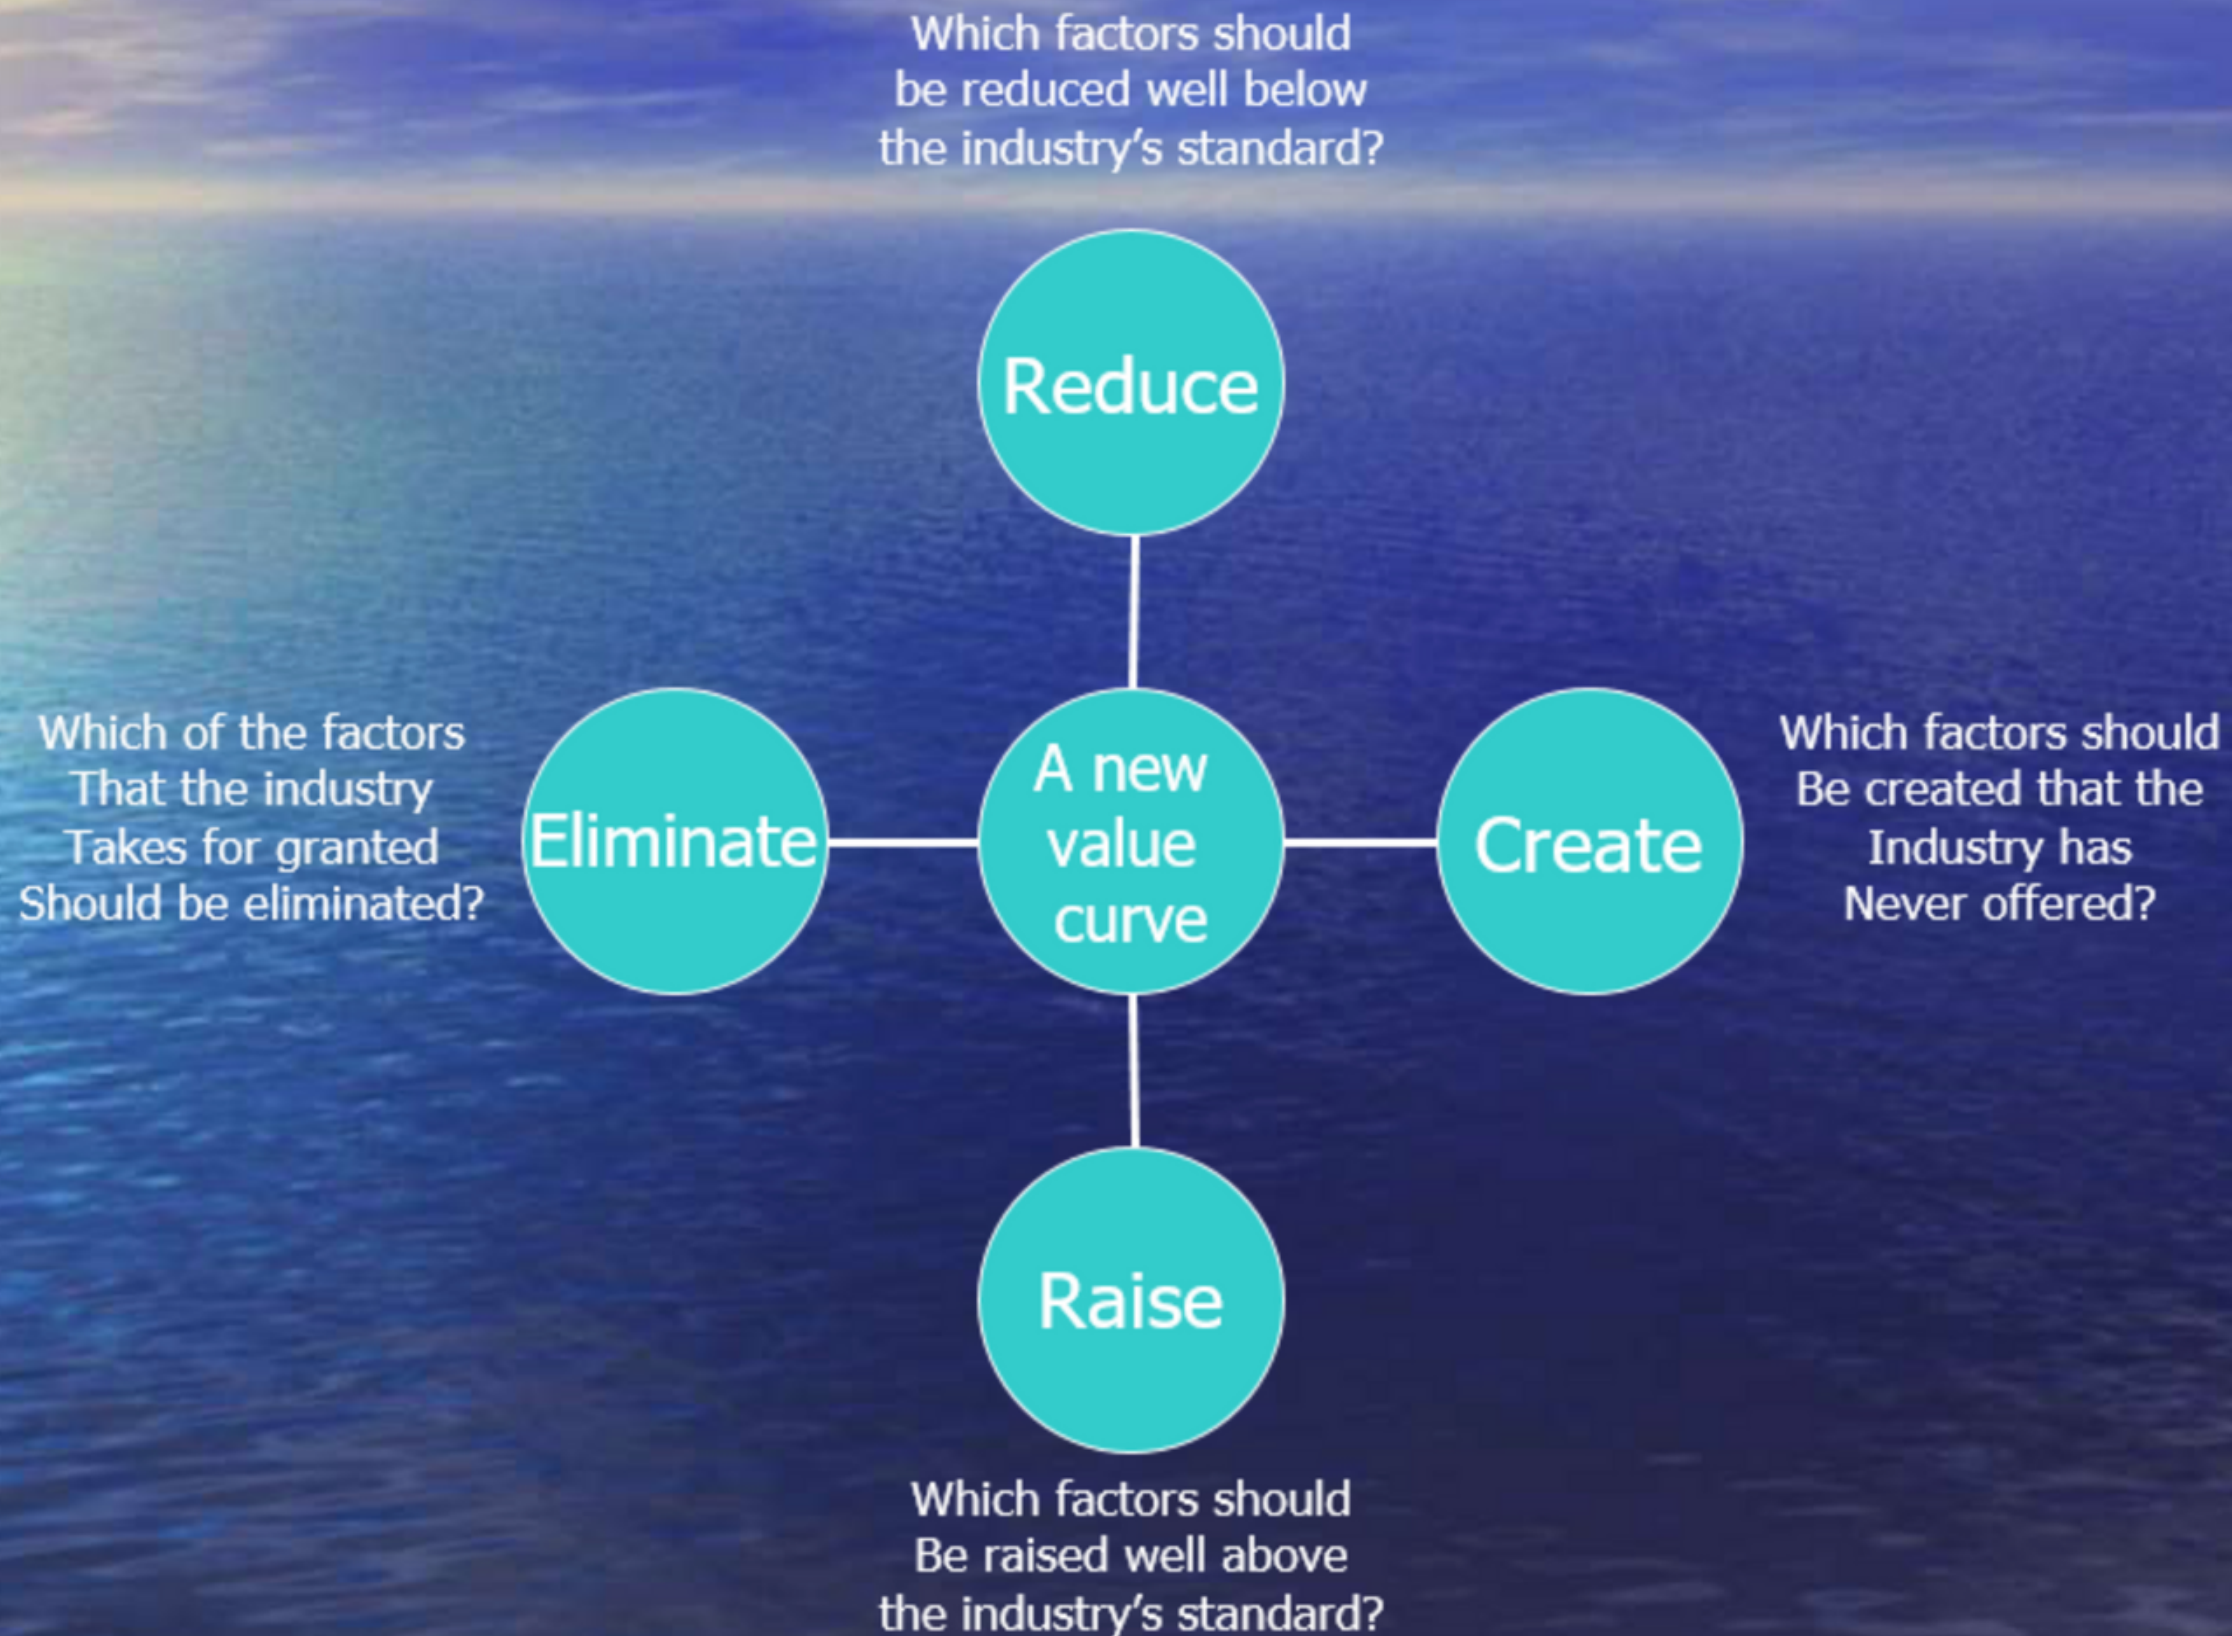 Which factors should
be reduced well below
the industry's standard?
Reduce
Which of the factors
That the industry
Takes for granted
Should be eliminated?
Eliminate
A new
value
curve
Create
Which factors should
Be created that the
Industry has
Never offered?
Raise
Which factors should
Be raised well above
the industry's standard?